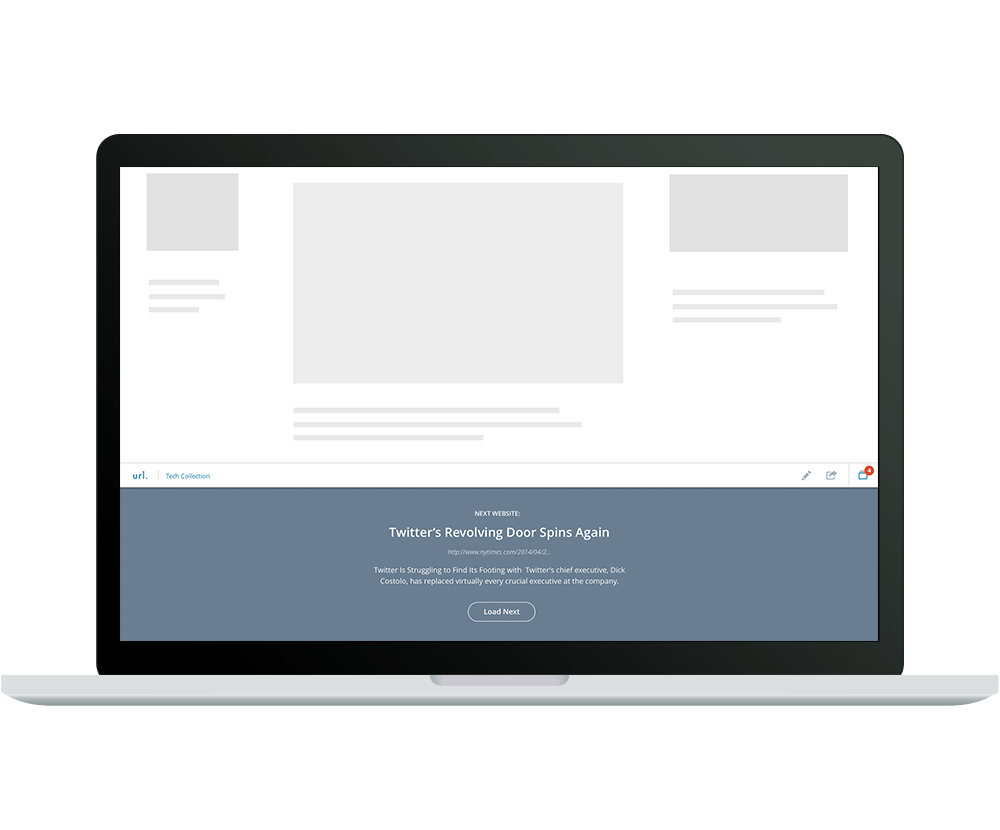 url.
Tech Collection
4
NEXT WEBSITE:
Twitter's Revolving Door Spins Again
http://www.nytimes.com/2014/04/2...
Twitter Is Struggling to Find Its Footing with Twitter's chief executive, Dick
Costolo, has replaced virtually every crucial executive at the company.
Load Next